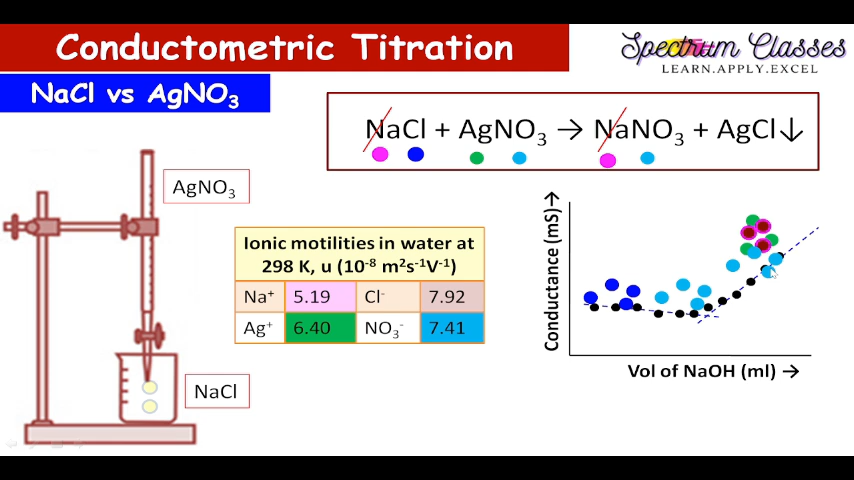 Conductometric Titration
Spectrum Classes
LEARN.APPLY.EXCEL
NaCl vs AgNO₃
NaCl + AgNO₃ → NaNO₃ + AgCl↓
AgNO₃
NaCl
Ionic motilities in water at
298 K, u (10⁻⁸ m²s⁻¹V⁻¹)
Na⁺ 5.19 Cl⁻ 7.92
Ag⁺ 6.40 NO₃⁻ 7.41
Conductance (mS)→
Vol of NaOH (ml) →